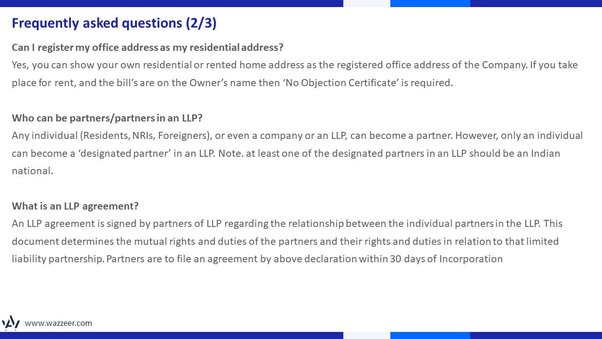 Frequently asked questions (2/3)
Can I register my office address as my residential address?
Yes, you can show your own residential or rented home address as the registered office address of the Company. If you take
place for rent, and the bill's are on the Owner's name then 'No Objection Certificate' is required.
Who can be partners/partners in an LLP?
Any individual (Residents, NRIs, Foreigners), or even a company or an LLP, can become a partner. However, only an individual
can become a 'designated partner' in an LLP. Note. at least one of the designated partners in an LLP should be an Indian
national.
What is an LLP agreement?
An LLP agreement is signed by partners of LLP regarding the relationship between the individual partners in the LLP. This
document determines the mutual rights and duties of the partners and their rights and duties in relation to that limited
liability partnership. Partners are to file an agreement by above declaration within 30 days of Incorporation
www.wazzeer.com